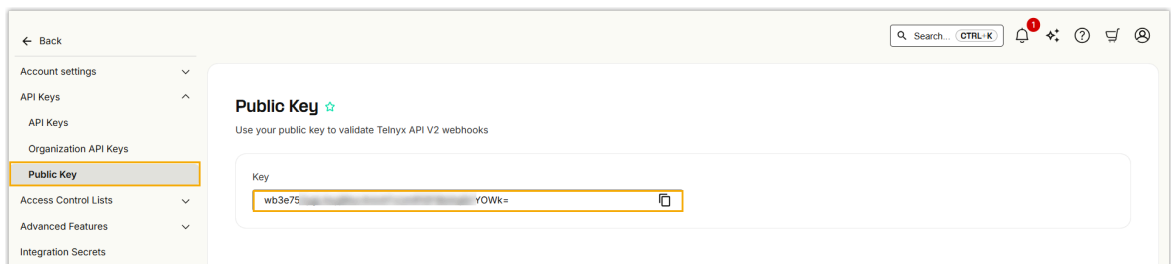 Back
Search... CTRL+K
1
Account settings
API Keys
API Keys
Organization API Keys
Public Key
Access Control Lists
Advanced Features
Integration Secrets
Public Key
Use your public key to validate Telnyx API V2 webhooks
Key
wb3e75 YOWk=